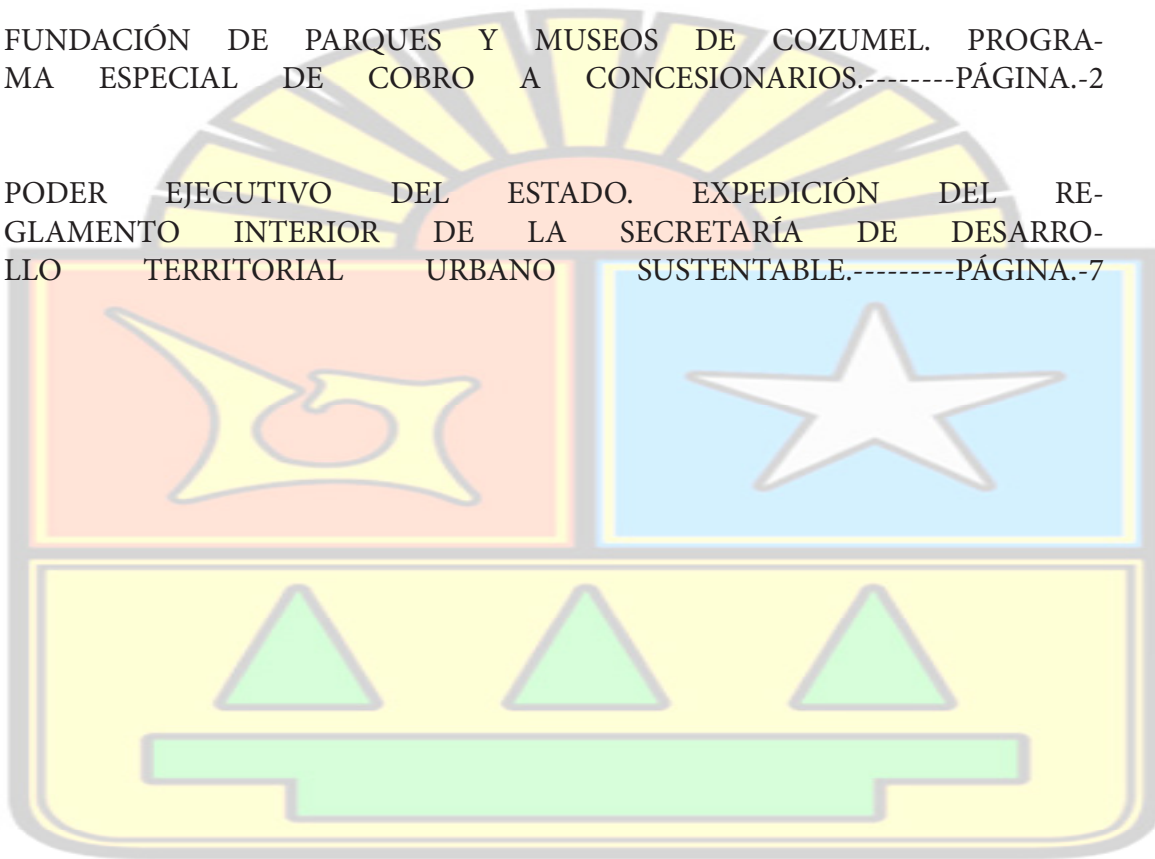 FUNDACIÓN DE PARQUES Y MUSEOS DE COZUMEL. PROGRA-
MA ESPECIAL DE COBRO A CONCESIONARIOS.--------PÁGINA.-2
PODER EJECUTIVO DEL ESTADO. EXPEDICIÓN DEL RE-
GLAMENTO INTERIOR DE LA SECRETARÍA DE DESARRO-
LLO TERRITORIAL URBANO SUSTENTABLE.---------PÁGINA.-7